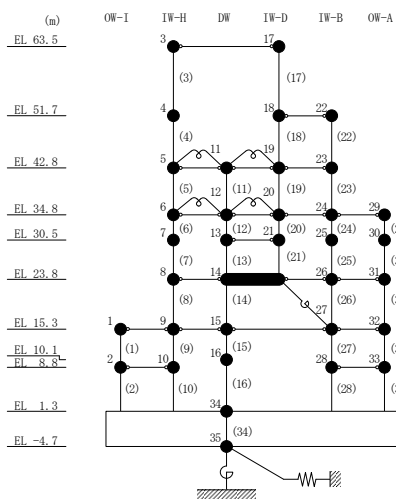 (m) OW-I IW-H DW IW-D IW-B OW-A
EL 63.5 3 17
(3) (17)
EL 51.7 4 18 22
(4) 11 19 (18) (22)
EL 42.8 5 23
(5) 12 (11) 20 (19) (23)
EL 34.8 6 24 29
(6) (12) (20) (24)
EL 30.5 7 13 21 25 30
(7) (13) (21) (25)
EL 23.8 8 14 26 31
(8) (14) (26)
27
EL 15.3 1 9 15 32
(1) (9) (15) (27)
EL 10.1 16
EL 8.8 2 10 28 33
(2) (10) (16) (28)
EL 1.3 34
(34)
EL -4.7 35